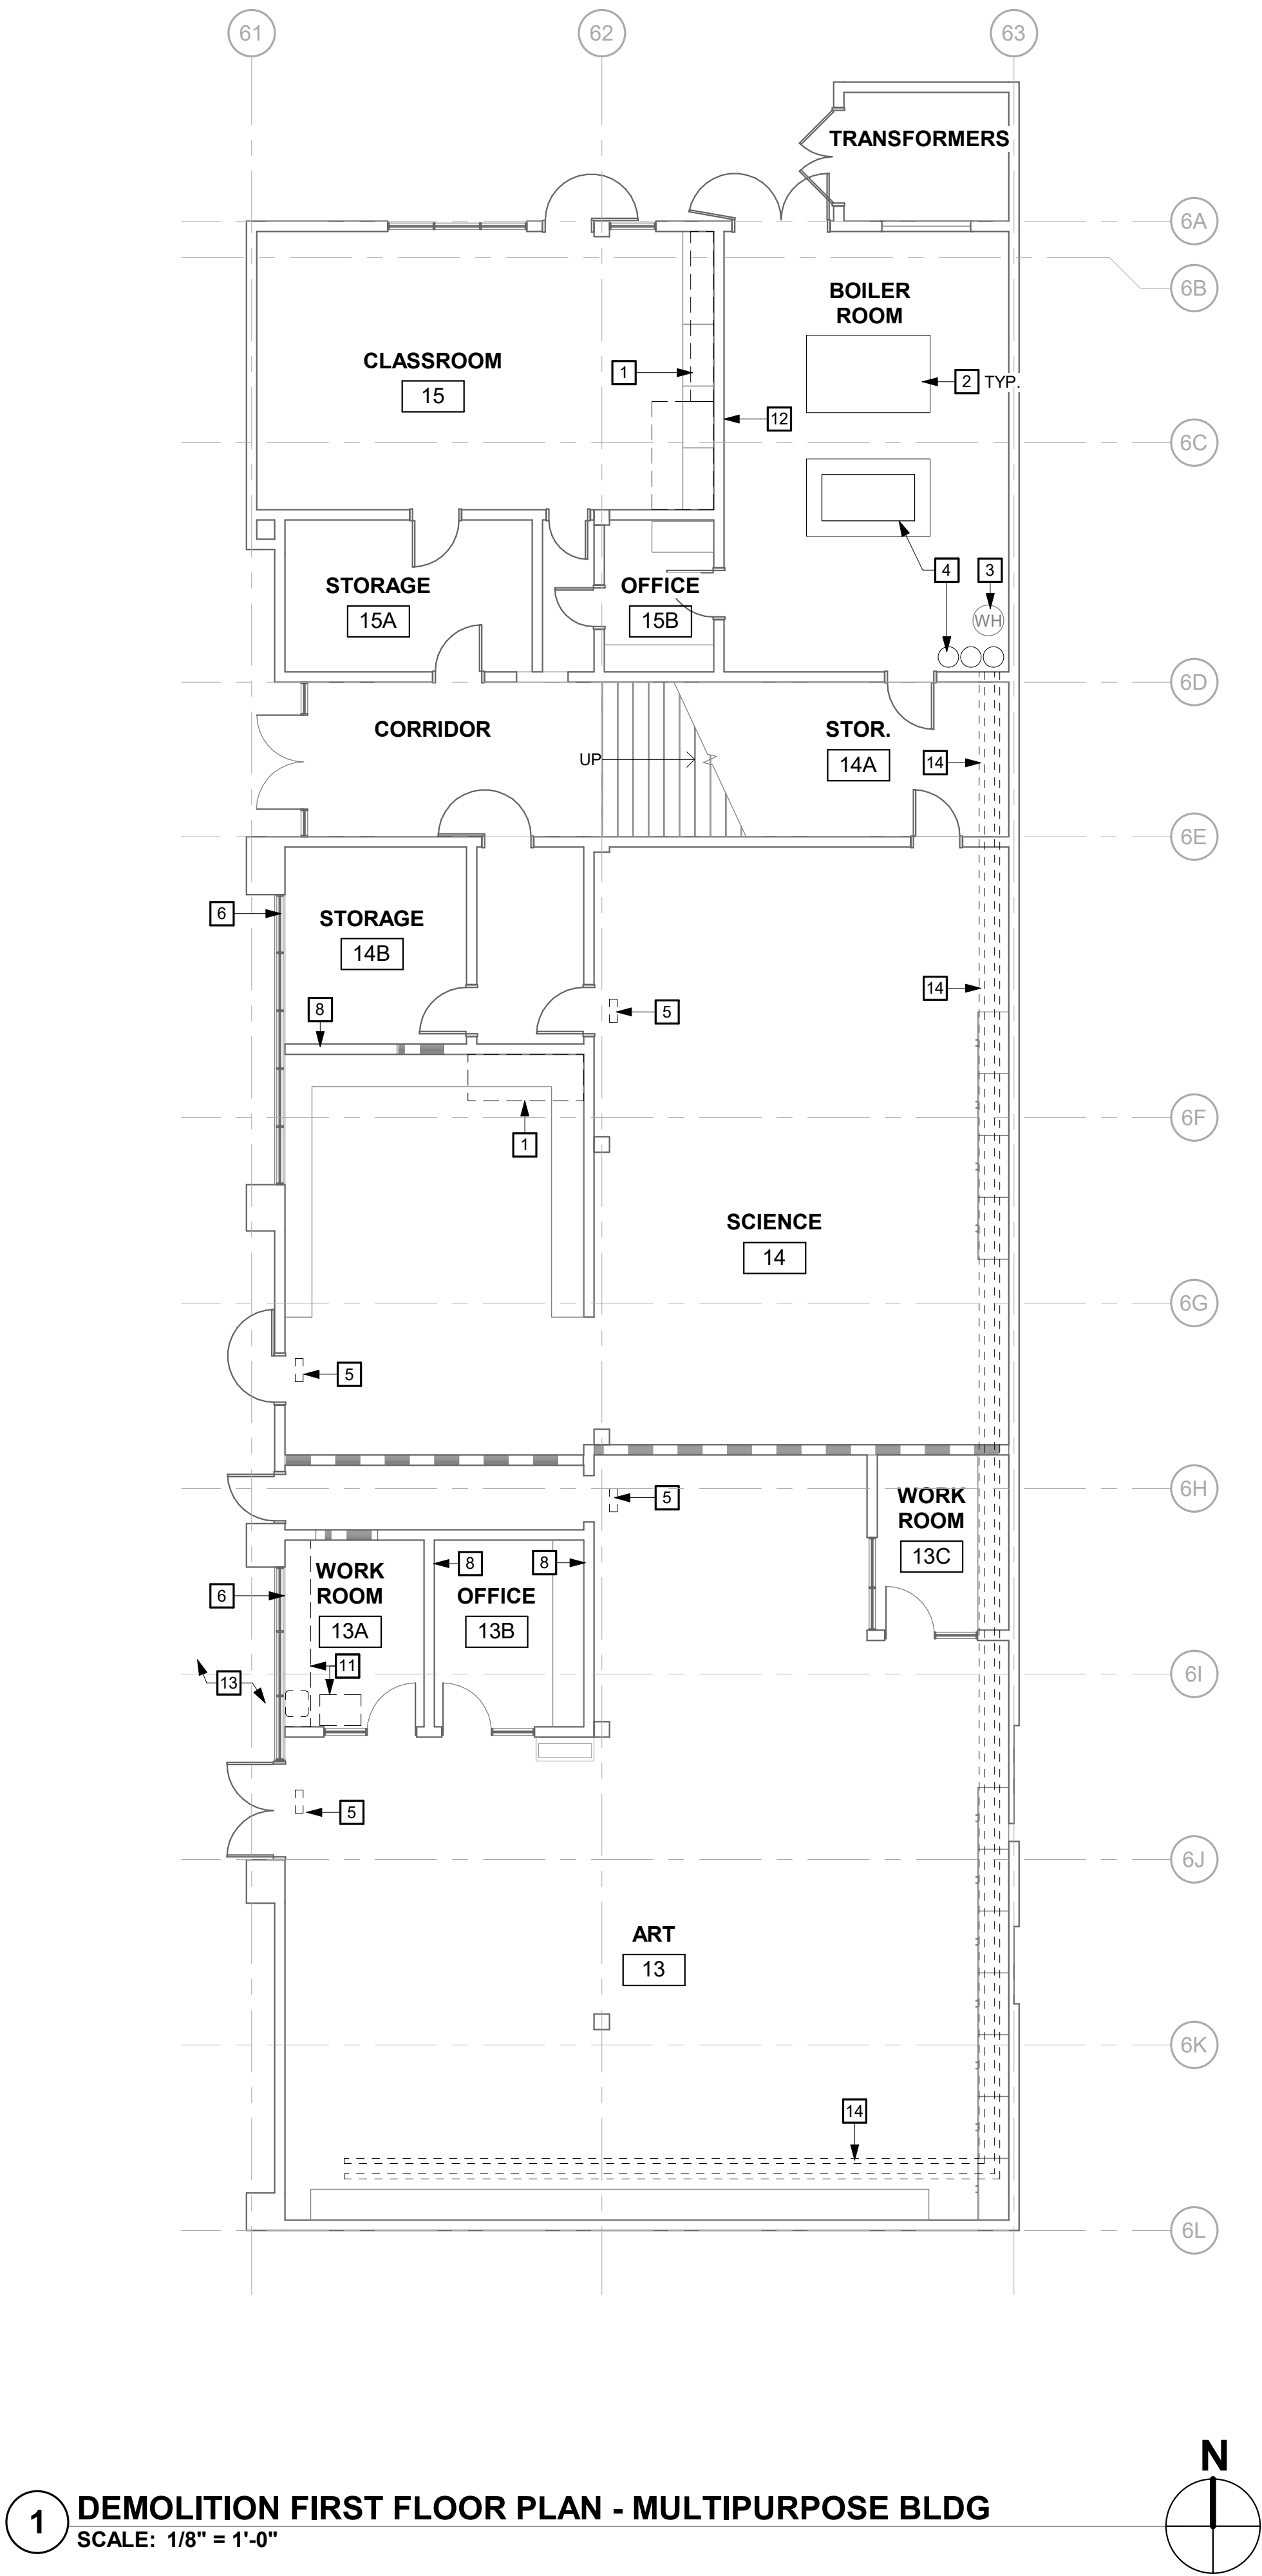 61
62
63
TRANSFORMERS
6A
6B
BOILER
ROOM
CLASSROOM
15
1
2 TYP.
12
6C
4
3
STORAGE
15A
OFFICE
15B
WH
6D
CORRIDOR
UP
STOR.
14A
14
6E
6
STORAGE
14B
14
8
5
1
6F
SCIENCE
14
6G
5
6H
5
WORK
ROOM
13C
8
8
WORK
ROOM
13A
OFFICE
13B
6
11
13
6I
5
6J
ART
13
6K
14
6L
N
1
DEMOLITION FIRST FLOOR PLAN - MULTIPURPOSE BLDG
SCALE: 1/8" = 1'-0"